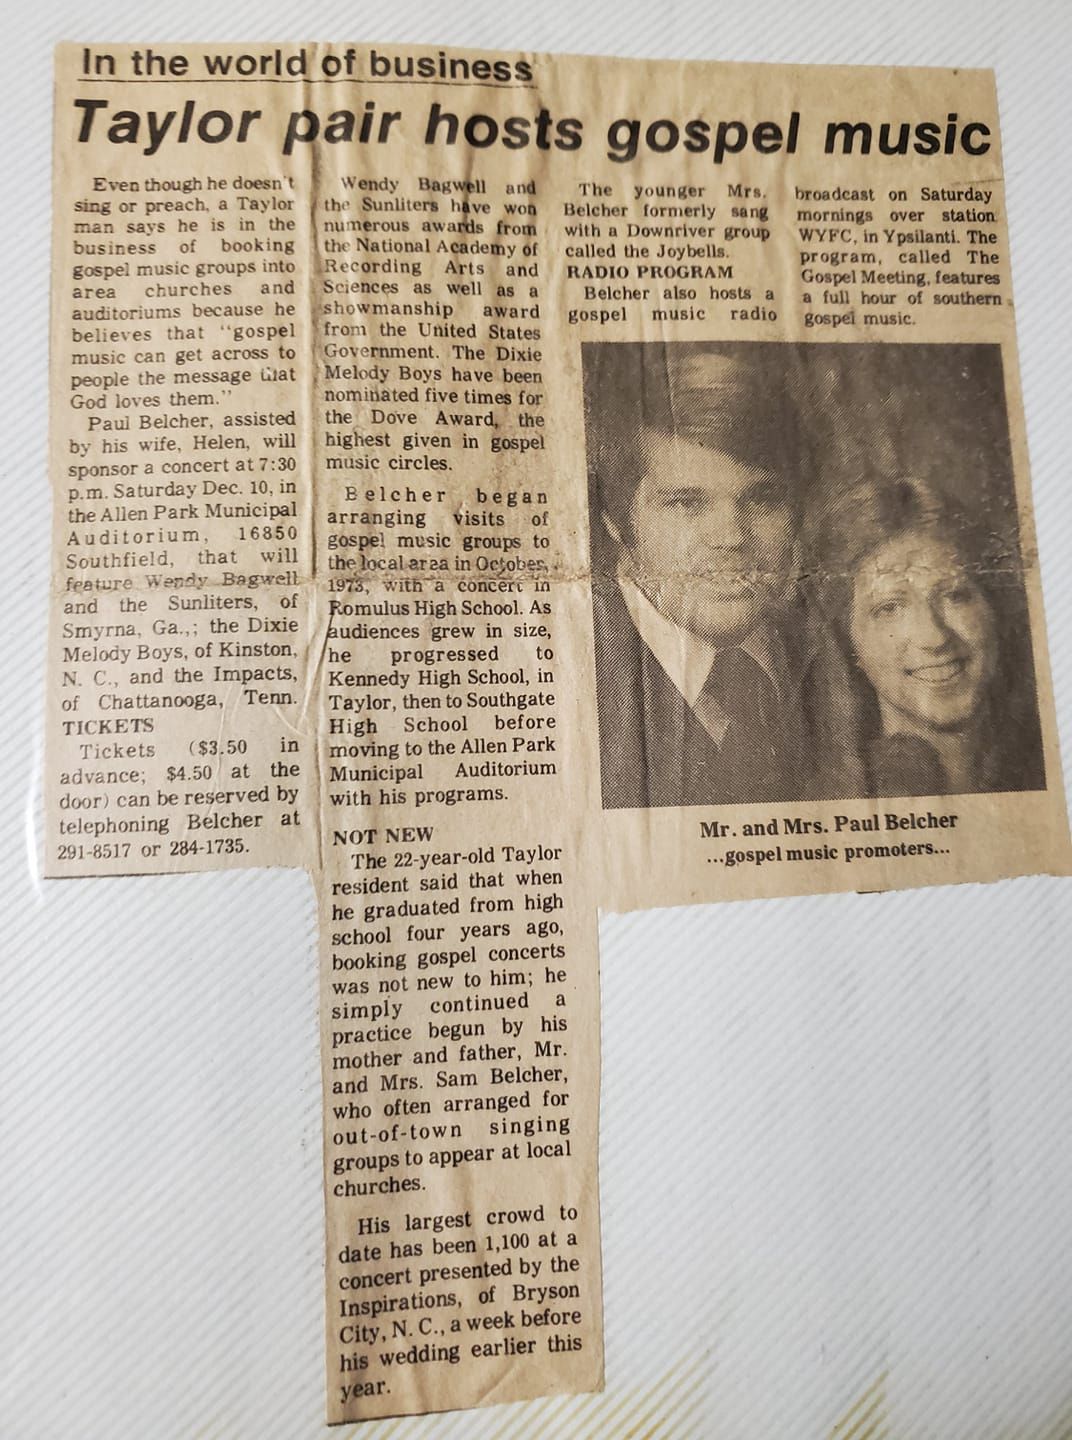 In the world of business
Taylor pair hosts gospel music
Even though he doesn't
sing or preach, a Taylor
man says he is in the
business of booking
gospel music groups into
area churches and
auditoriums because he
believes that "gospel
music can get across to
people the message that
God loves them."
Paul Belcher, assisted
by his wife, Helen, will
sponsor a concert at 7:30
p.m. Saturday Dec. 10, in
the Allen Park Municipal
Auditorium, 16850
Southfield, that will
feature Wendy Bagwell
and the Sunliters, of
Smyrna, Ga.,; the Dixie
Melody Boys, of Kinston,
N. C., and the Impacts,
of Chattanooga, Tenn.
TICKETS
Tickets ($3.50 in
advance; $4.50 at the
door) can be reserved by
telephoning Belcher at
291-8517 or 284-1735.
Wendy Bagwell and
the Sunliters have won
numerous awards from
the National Academy of
Recording Arts and
Sciences as well as a
showmanship award
from the United States
Government. The Dixie
Melody Boys have been
nominated five times for
the Dove Award, the
highest given in gospel
music circles.
Belcher began
arranging visits of
gospel music groups to
the local area in October,
1973, with a concert in
Romulus High School. As
audiences grew in size,
he progressed to
Kennedy High School, in
Taylor, then to Southgate
High School before
moving to the Allen Park
Municipal Auditorium
with his programs.
NOT NEW
The 22-year-old Taylor
resident said that when
he graduated from high
school four years ago,
booking gospel concerts
was not new to him; he
simply continued a
practice begun by his
mother and father, Mr.
and Mrs. Sam Belcher,
who often arranged for
out-of-town singing
groups to appear at local
churches.
His largest crowd to
date has been 1,100 at a
concert presented by the
Inspirations, of Bryson
City, N. C., a week before
his wedding earlier this
year.
The younger Mrs.
Belcher formerly sang
with a Downriver group
called the Joybells.
RADIO PROGRAM
Belcher also hosts a
gospel music radio
broadcast on Saturday
mornings over station
WYFC, in Ypsilanti. The
program, called The
Gospel Meeting, features
a full hour of southern
gospel music.
Mr. and Mrs. Paul Belcher
...gospel music promoters...